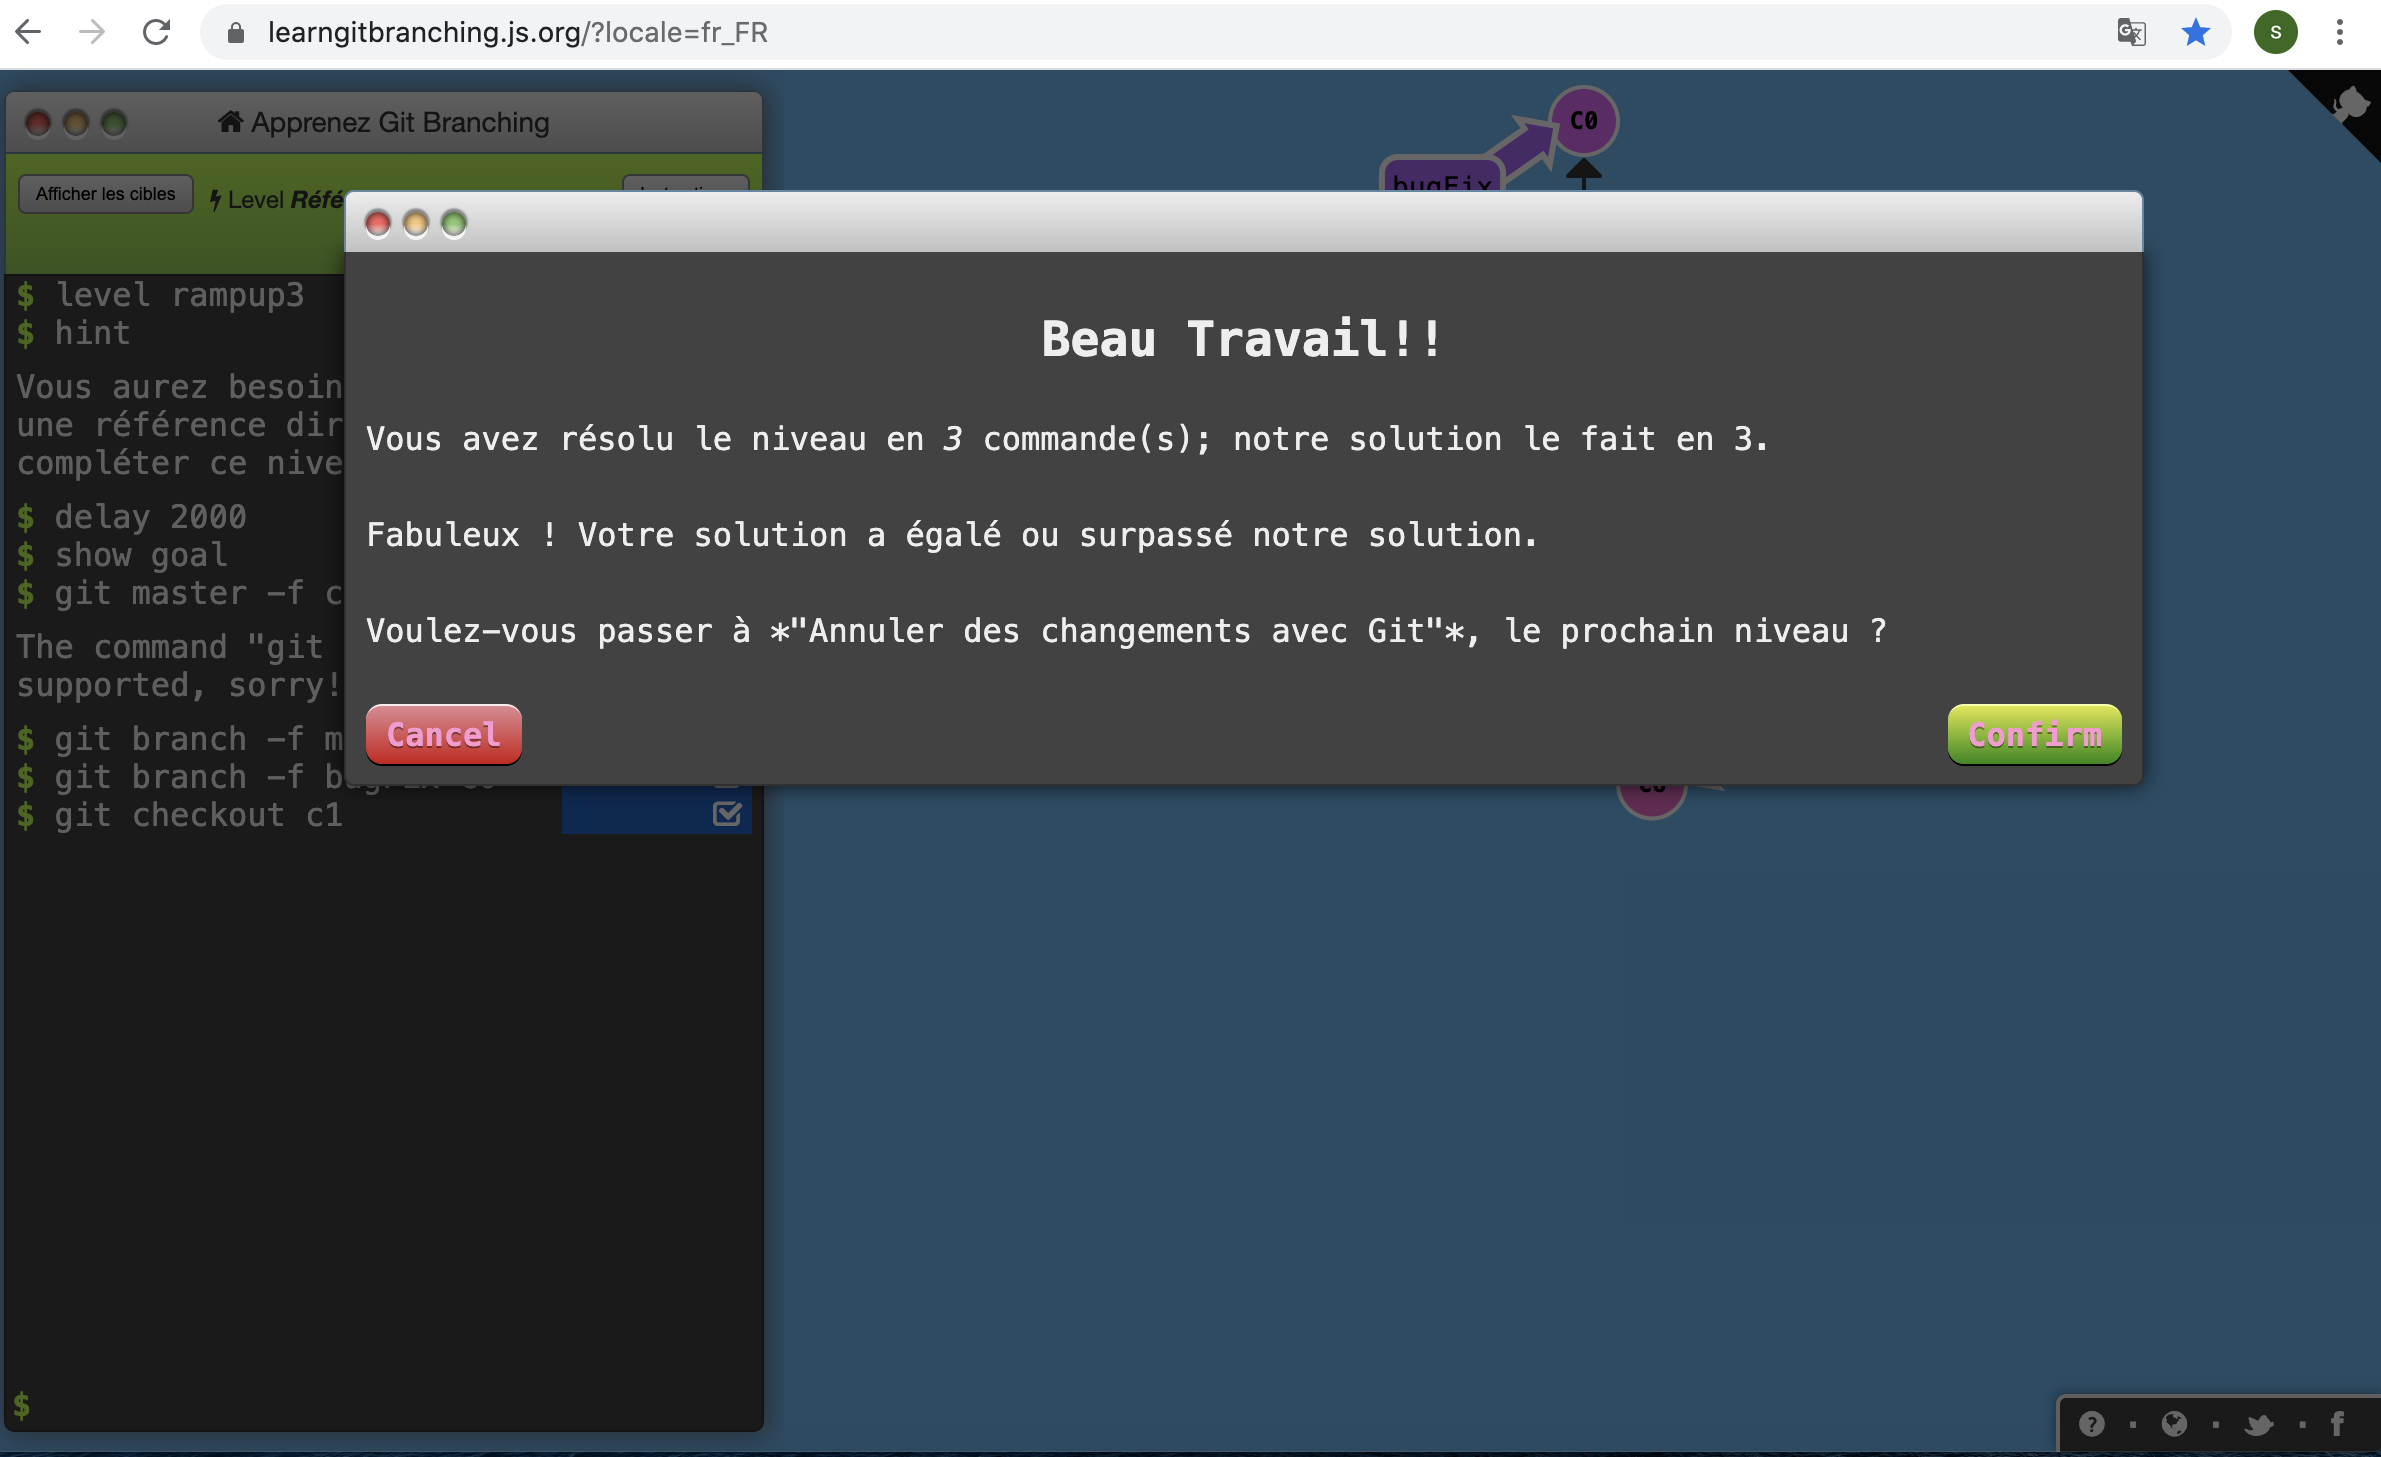 learngitbranching.js.org/?locale=fr_FR
S
Apprenez Git Branching
Afficher les cibles
Level Réfé
C0
bugFix
$ level rampup3
$ hint
Vous aurez besoin
une référence dir
compléter ce nive
$ delay 2000
$ show goal
$ git master -f c
The command "git
supported, sorry!
$ git branch -f m
$ git branch -f bugFix c0
$ git checkout c1
$
Beau Travail!!
Vous avez résolu le niveau en 3 commande(s); notre solution le fait en 3.
Fabuleux ! Votre solution a égalé ou surpassé notre solution.
Voulez-vous passer à *"Annuler des changements avec Git"*, le prochain niveau ?
Cancel
Confirm